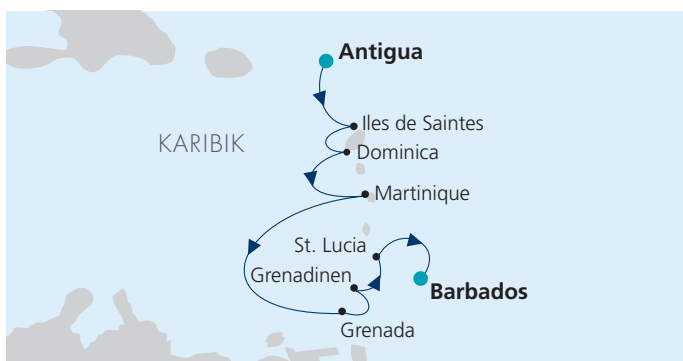 Antigua
Iles de Saintes
KARIBIK
Dominica
Martinique
St. Lucia
Grenadinen
Barbados
Grenada